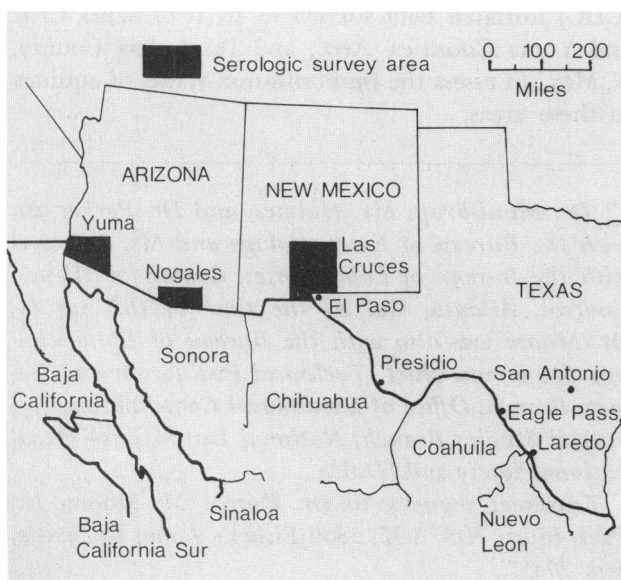 Serologic survey area
0 100 200
Miles
ARIZONA
NEW MEXICO
Yuma
Nogales
Las
Cruces
El Paso
TEXAS
Sonora
Presidio
San Antonio
Baja
California
Chihuahua
Eagle Pass
Coahuila
Laredo
Sinaloa
Nuevo
Leon
Baja
California Sur